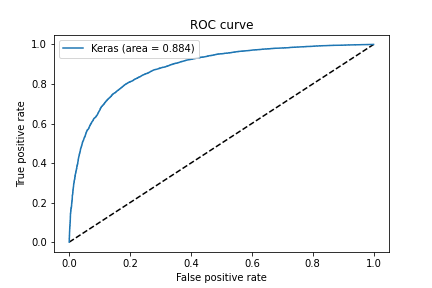 ROC curve
Keras (area = 0.884)
True positive rate
1.0
0.8
0.6
0.4
0.2
0.0
0.0 0.2 0.4 0.6 0.8 1.0
False positive rate